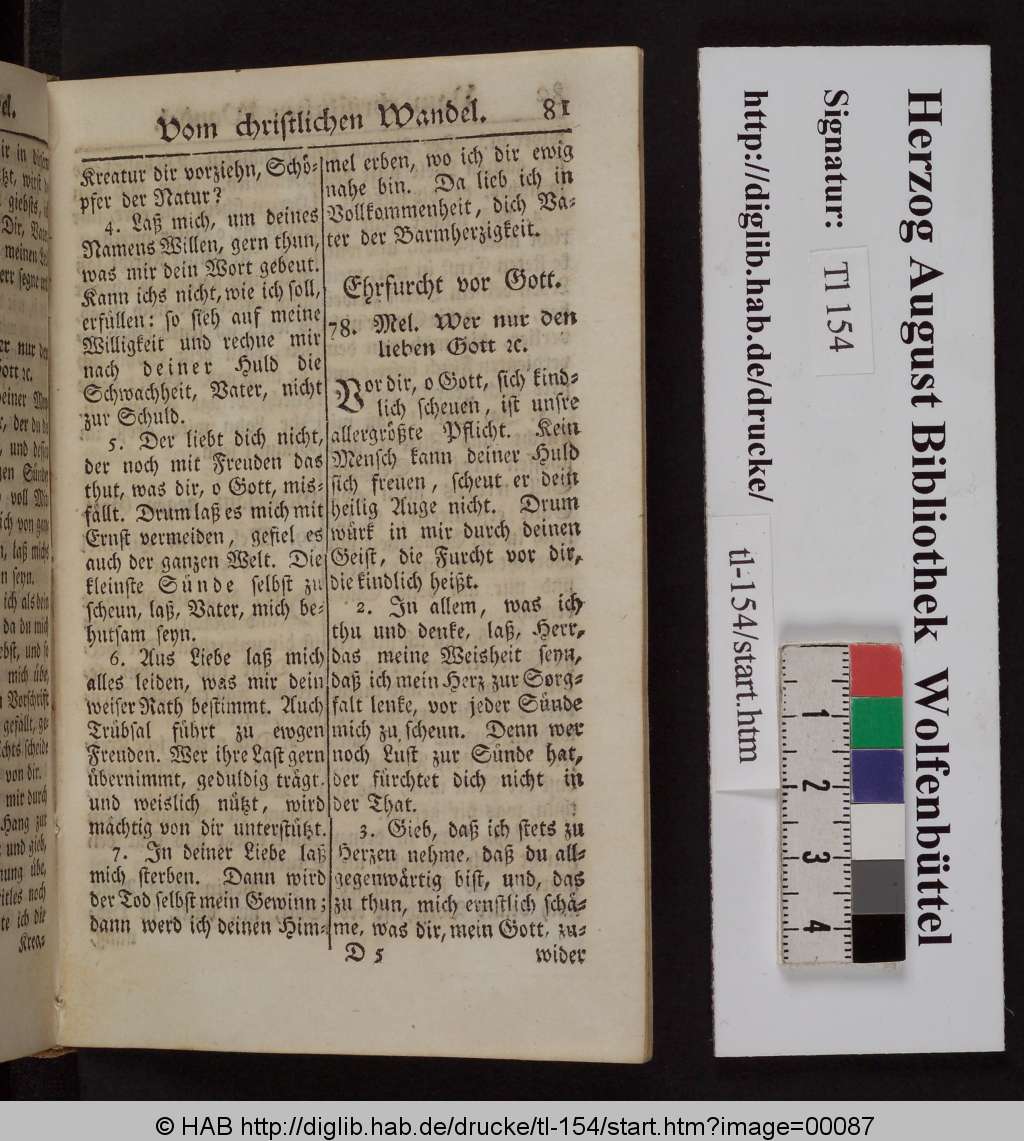 Vom christlichen Wandel. 81
Kreatur dir vorziehn, Schö-
pfer der Natur?
4. Laß mich, um deines
Namens Willen, gern thun,
was mir dein Wort gebeut.
Kann ichs nicht, wie ich soll,
erfüllen: so sieh auf meine
Willigkeit und rechne mir
nach deiner Huld die
Schwachheit, Vater, nicht
zur Schuld.
5. Der liebt dich nicht,
der noch mit Freuden das
thut, was dir, o Gott, mis-
fällt. Drum laß es mich mit
Ernst vermeiden, gefiel es
auch der ganzen Welt. Die
kleinste Sünde selbst zu
scheun, laß, Vater, mich be-
hutsam seyn.
6. Aus Liebe laß mich
alles leiden, was mir dein
weiser Rath bestimmt. Auch
Trübsal führt zu ewgen
Freuden. Wer ihre Last gern
übernimmt, geduldig trägt,
und weislich nützt, wird
mächtig von dir unterstützt.
7. In deiner Liebe laß
mich sterben. Dann wird
der Tod selbst mein Gewinn;
dann werd ich deinen Him-
mel erben, wo ich dir ewig
nahe bin. Da lieb ich in
Vollkommenheit, dich Va-
ter der Barmherzigkeit.
Ehrfurcht vor Gott.
78. Mel. Wer nur den
lieben Gott ꝛc.
Vor dir, o Gott, sich kind-
lich scheuen, ist unsre
allergrößte Pflicht. Kein
Mensch kann deiner Huld
sich freuen, scheut er dein
heilig Auge nicht. Drum
würk in mir durch deinen
Geist, die Furcht vor dir,
die kindlich heißt.
2. In allem, was ich
thu und denke, laß, Herr,
das meine Weisheit seyn,
daß ich mein Herz zur Sorg-
falt lenke, vor jeder Sünde
mich zu scheun. Denn wer
noch Lust zur Sünde hat,
der fürchtet dich nicht in
der That.
3. Gieb, daß ich stets zu
Herzen nehme, daß du all-
gegenwärtig bist, und, das
zu thun, mich ernstlich schä-
me, was dir, mein Gott, zu-
D 5 wider
Herzog August Bibliothek Wolfenbüttel
Signatur: Tl 154
http://diglib.hab.de/drucke/ tl-154/start.htm
1
2
3
4
© HAB http://diglib.hab.de/drucke/tl-154/start.htm?image=00087